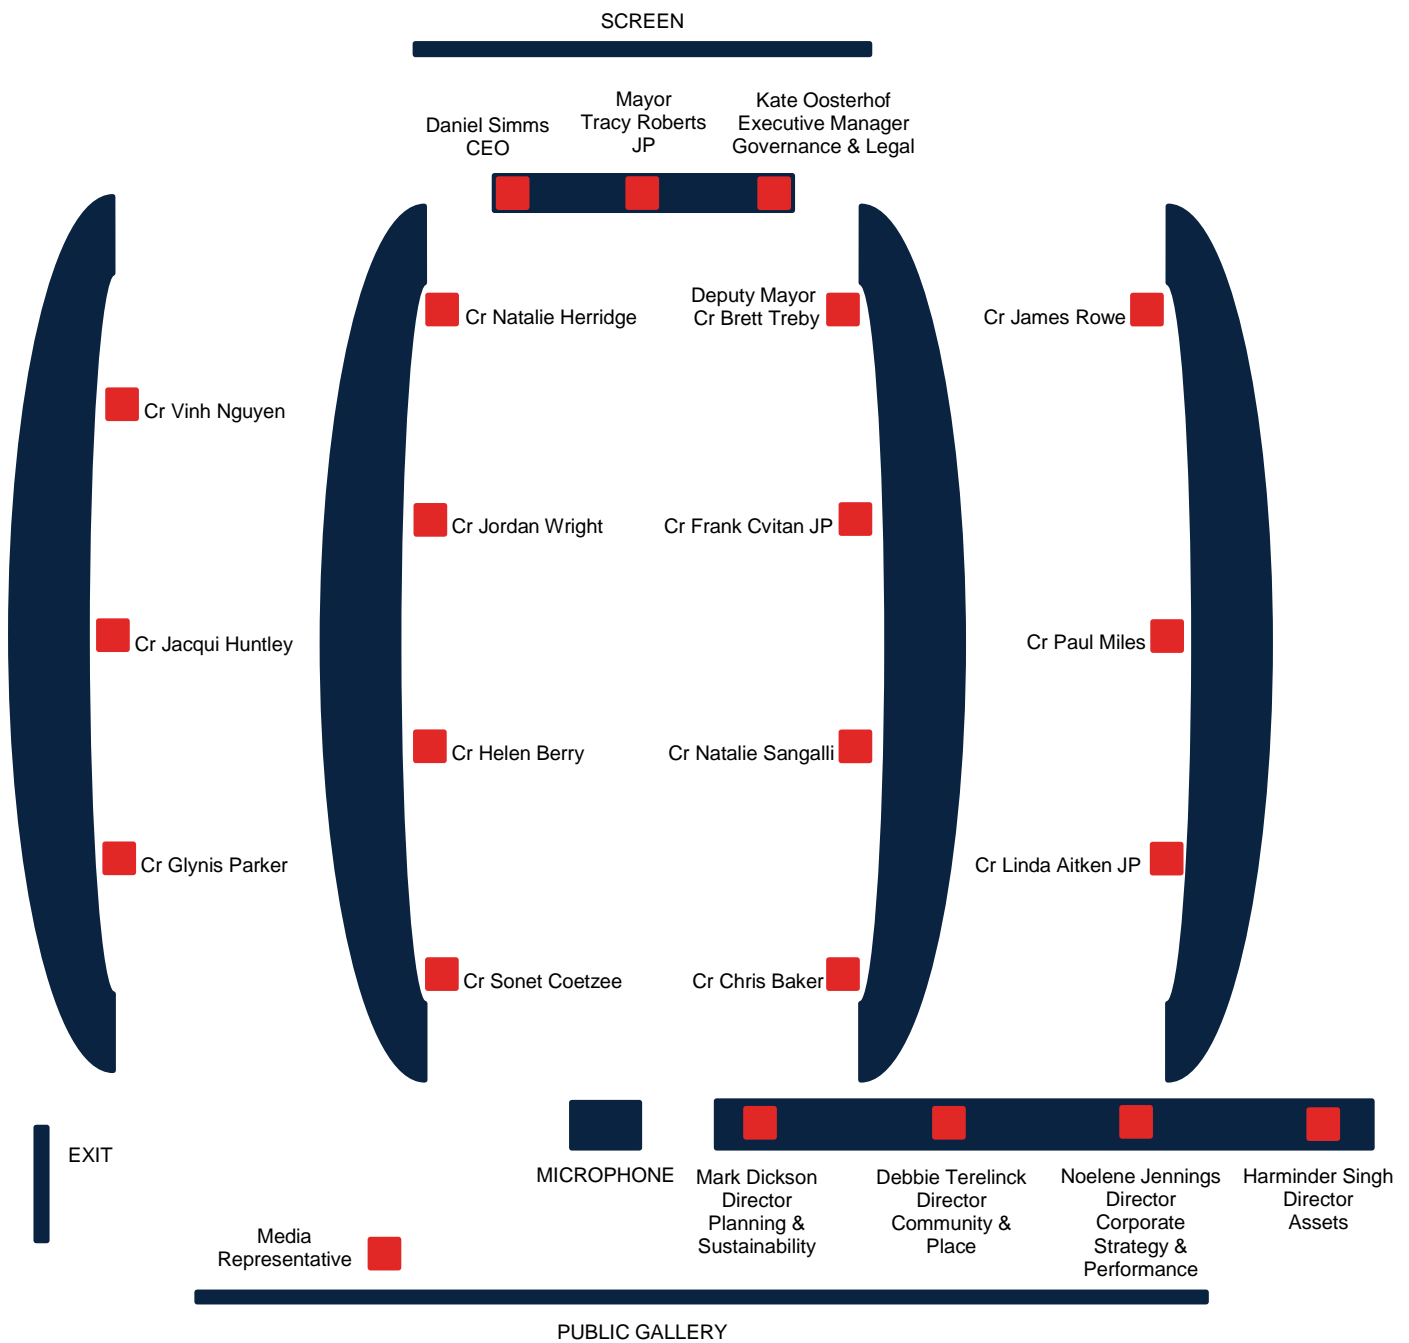 SCREEN
Daniel Simms
CEO
Mayor
Tracy Roberts
JP
Kate Oosterhof
Executive Manager
Governance & Legal
Cr Natalie Herridge
Deputy Mayor
Cr Brett Treby
Cr James Rowe
Cr Vinh Nguyen
Cr Jordan Wright
Cr Frank Cvitan JP
Cr Jacqui Huntley
Cr Paul Miles
Cr Helen Berry
Cr Natalie Sangalli
Cr Glynis Parker
Cr Linda Aitken JP
Cr Sonet Coetzee
Cr Chris Baker
EXIT
MICROPHONE
Mark Dickson
Director
Planning &
Sustainability
Debbie Terelinck
Director
Community &
Place
Noelene Jennings
Director
Corporate
Strategy &
Performance
Harminder Singh
Director
Assets
Media
Representative
PUBLIC GALLERY